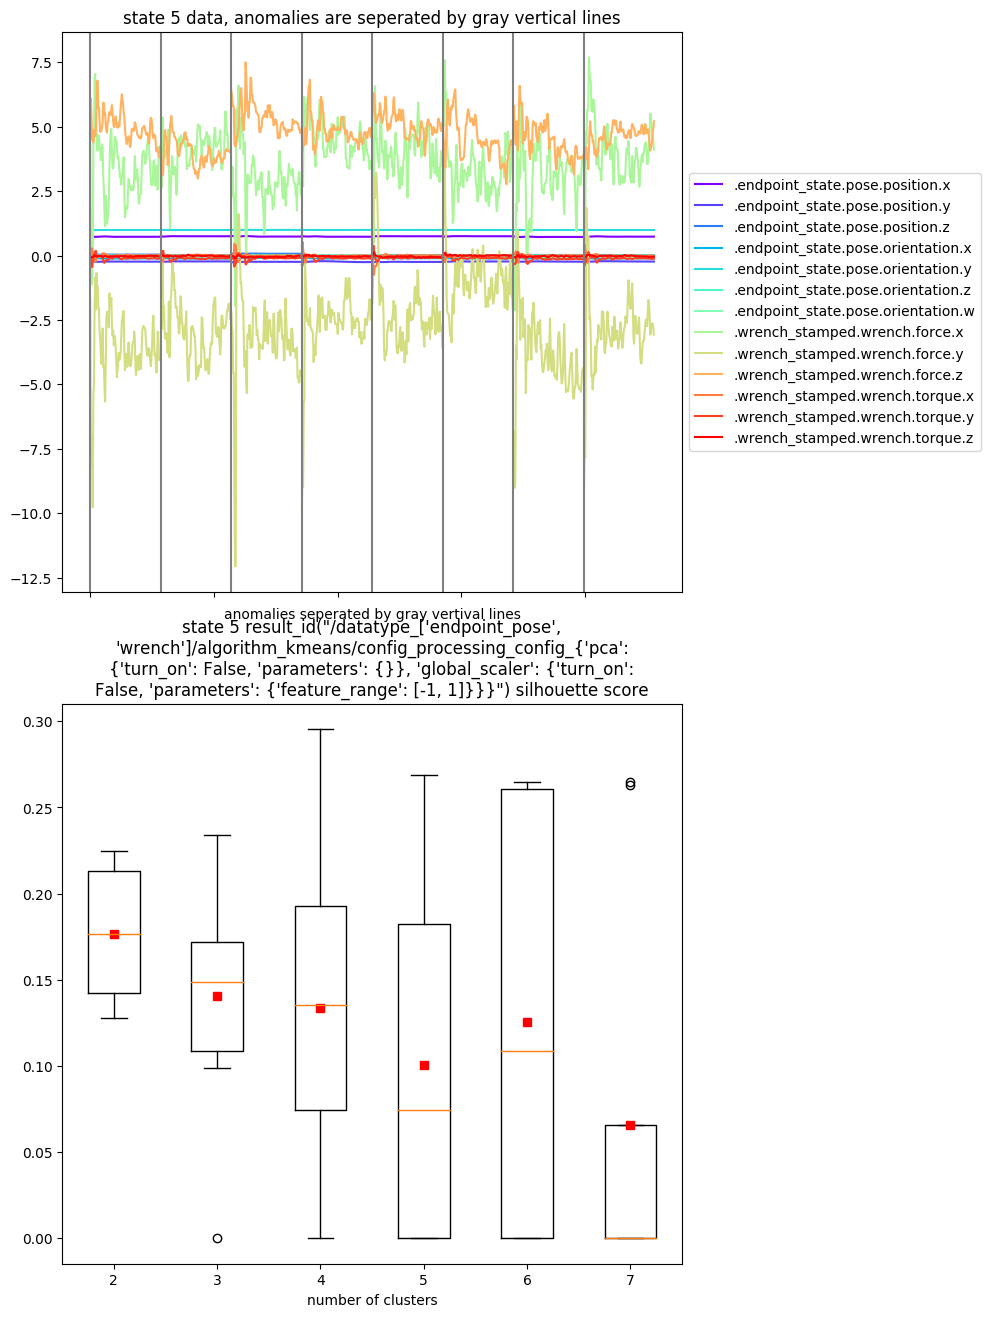 state 5 data, anomalies are seperated by gray vertical lines
7.5
5.0
2.5
0.0
−2.5
−5.0
−7.5
−10.0
−12.5
.endpoint_state.pose.position.x
.endpoint_state.pose.position.y
.endpoint_state.pose.position.z
.endpoint_state.pose.orientation.x
.endpoint_state.pose.orientation.y
.endpoint_state.pose.orientation.z
.endpoint_state.pose.orientation.w
.wrench_stamped.wrench.force.x
.wrench_stamped.wrench.force.y
.wrench_stamped.wrench.force.z
.wrench_stamped.wrench.torque.x
.wrench_stamped.wrench.torque.y
.wrench_stamped.wrench.torque.z
anomalies seperated by gray vertival lines
state 5 result_id("/datatype_['endpoint_pose',
'wrench']/algorithm_kmeans/config_processing_config_{'pca':
{'turn_on': False, 'parameters': {}}, 'global_scaler': {'turn_on':
False, 'parameters': {'feature_range': [-1, 1]}}}") silhouette score
0.30
0.25
0.20
0.15
0.10
0.05
0.00
2 3 4 5 6 7
number of clusters